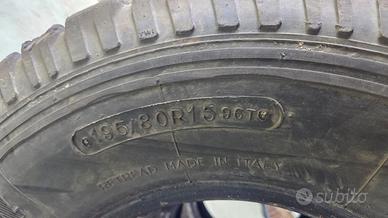 195/80R15 96T
RETREAD MADE IN ITALY
subito